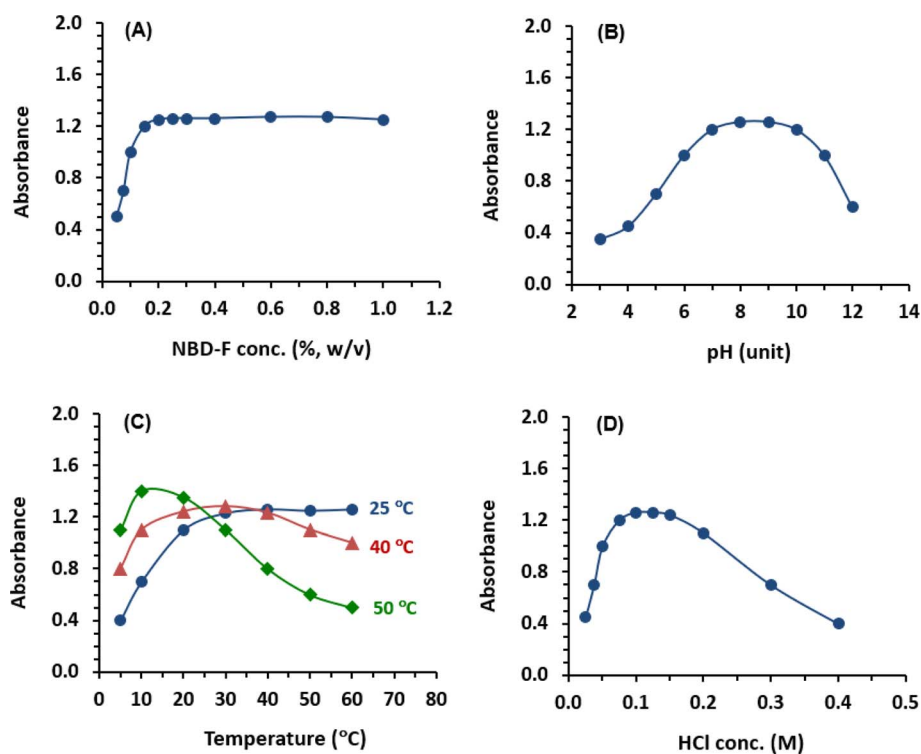 (A)
Absorbance
2.0
1.6
1.2
0.8
0.4
0.0
0.0 0.2 0.4 0.6 0.8 1.0 1.2
NBD-F conc. (%, w/v)
(B)
Absorbance
2.0
1.6
1.2
0.8
0.4
0.0
2 4 6 8 10 12 14
pH (unit)
(C)
Absorbance
2.0
1.6
1.2
0.8
0.4
0.0
25 °C
40 °C
50 °C
0 10 20 30 40 50 60 70 80
Temperature (°C)
(D)
Absorbance
2.0
1.6
1.2
0.8
0.4
0.0
0.0 0.1 0.2 0.3 0.4 0.5
HCl conc. (M)